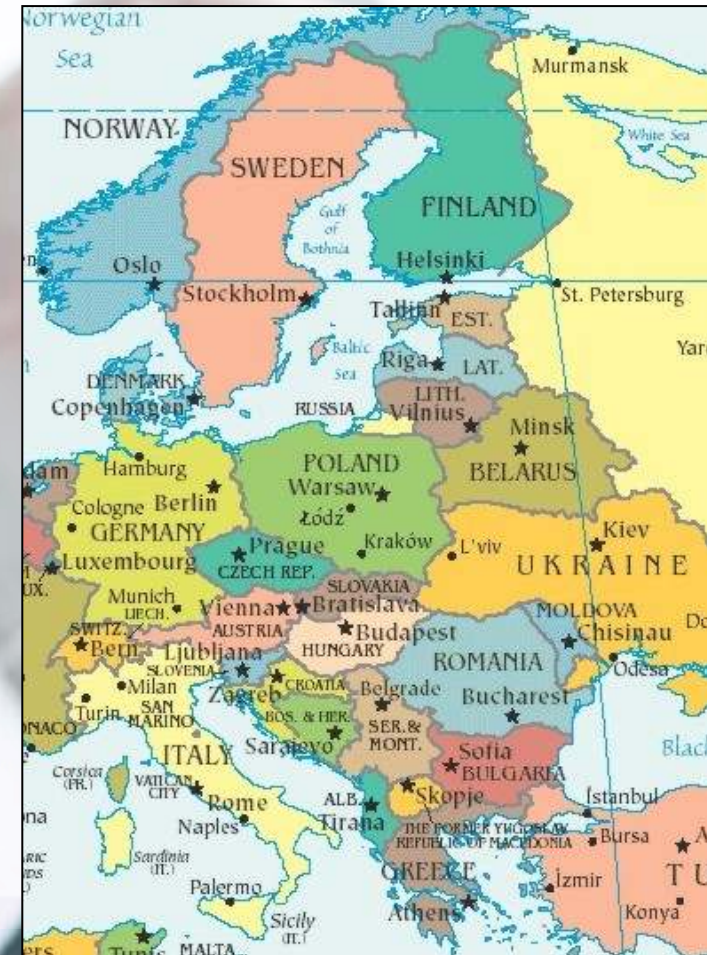 Norwegian
Sea
Murmansk
NORWAY
White Sea
SWEDEN
Gulf
of
Bothnia
FINLAND
Oslo
Helsinki
Stockholm
Tallinn
EST.
St. Petersburg
Baltic
Sea
Riga
LAT.
DENMARK
Copenhagen
RUSSIA
LITH.
Vilnius
Minsk
BELARUS
Hamburg
POLAND
Warsaw
Łódź
Cologne
Berlin
GERMANY
Luxembourg
Prague
CZECH REP.
Kraków
L'viv
Kiev
UKRAINE
Munich
LIECH.
Vienna
SLOVAKIA
Bratislava
AUSTRIA
Budapest
HUNGARY
MOLDOVA
Chisinau
SWITZ.
Bern
Ljubljana
SLOVENIA
ROMANIA
Odesa
Milan
Turin
SAN
MARINO
Zagreb
CROATIA
Belgrade
Bucharest
BOS. & HER.
Sarajevo
SER.&
MONT.
ITALY
Sofia
BULGARIA
Black
Corsica
(FR.)
VATICAN
CITY
Rome
Naples
ALB.
Tirana
Skopje
THE FORMER YUGOSLAV
REPUBLIC OF MACEDONIA
İstanbul
Bursa
Sardinia
(IT.)
GREECE
İzmir
Athens
Konya
Palermo
Sicily
(IT.)
Tunis
MALTA